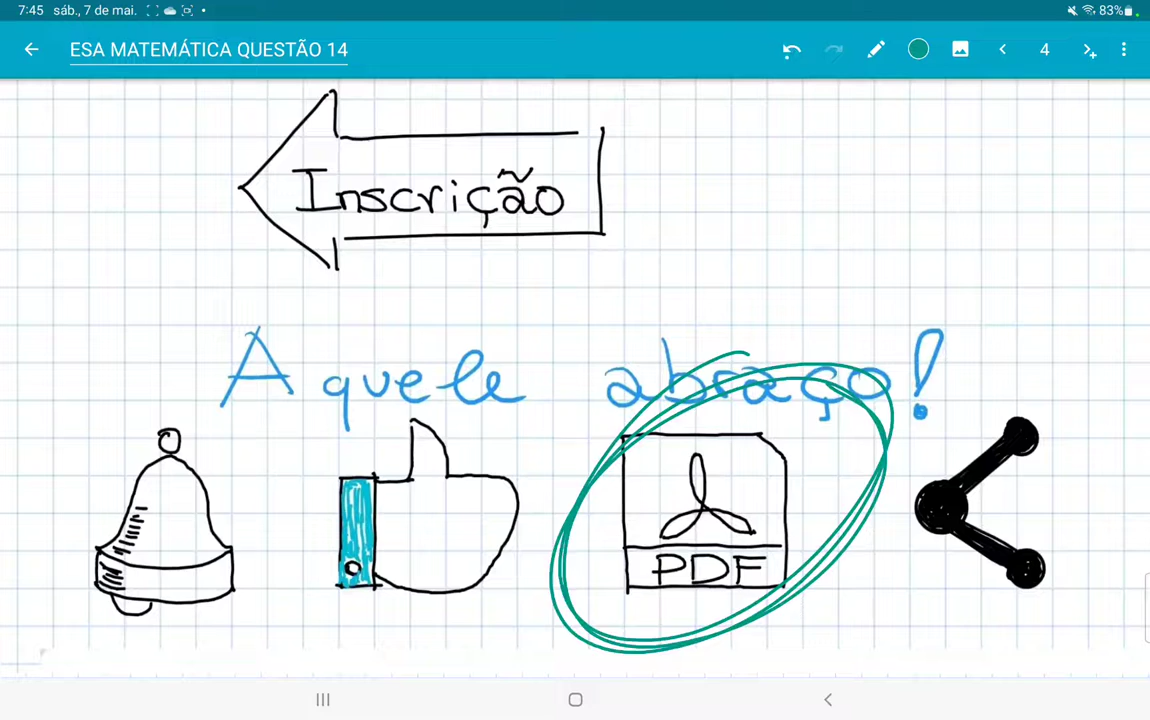 7:45 sáb., 7 de mai. 83%
ESA MATEMÁTICA QUESTÃO 14
4
Inscrição
Aquele abraço!
PDF